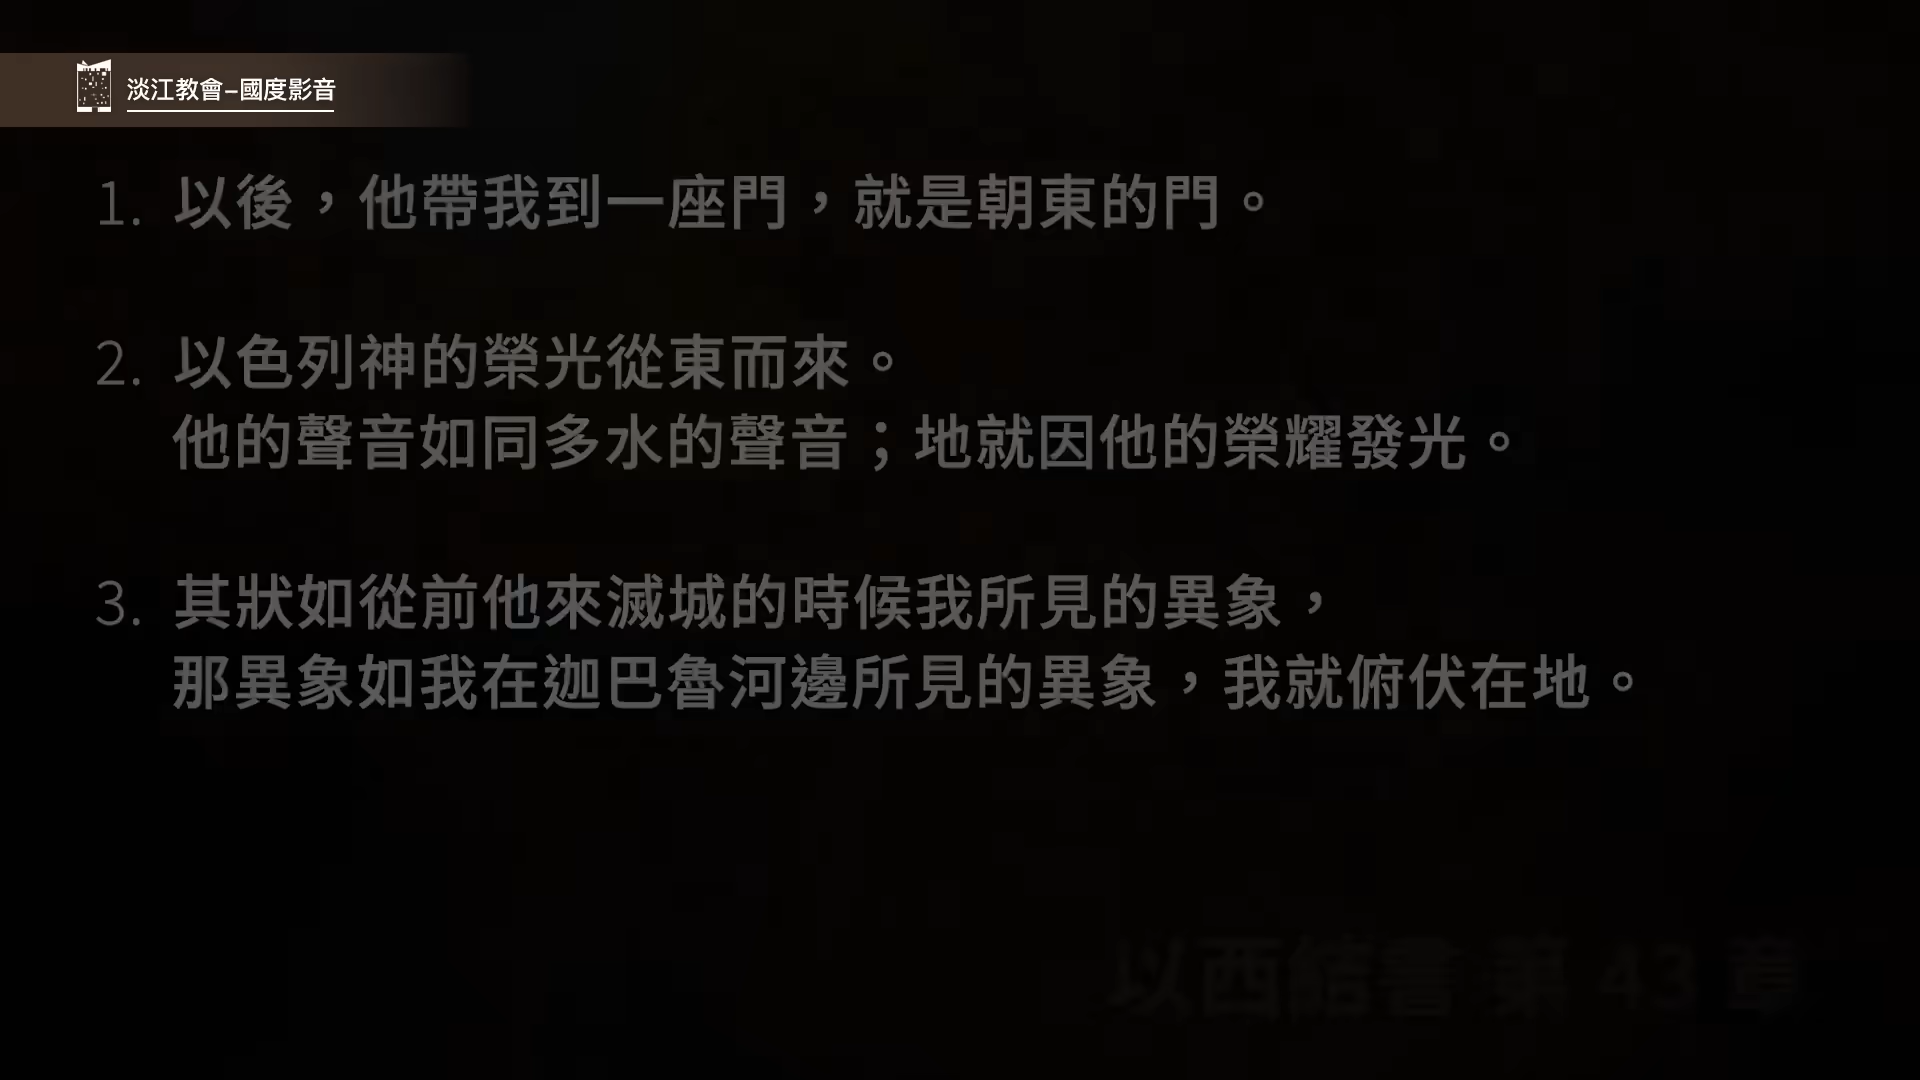 淡江教會–國度影音
1. 以後，他帶我到一座門，就是朝東的門。
2. 以色列神的榮光從東而來。
他的聲音如同多水的聲音；地就因他的榮耀發光。
3. 其狀如從前他來滅城的時候我所見的異象，
那異象如我在迦巴魯河邊所見的異象，我就俯伏在地。
以西結書 第 43 章